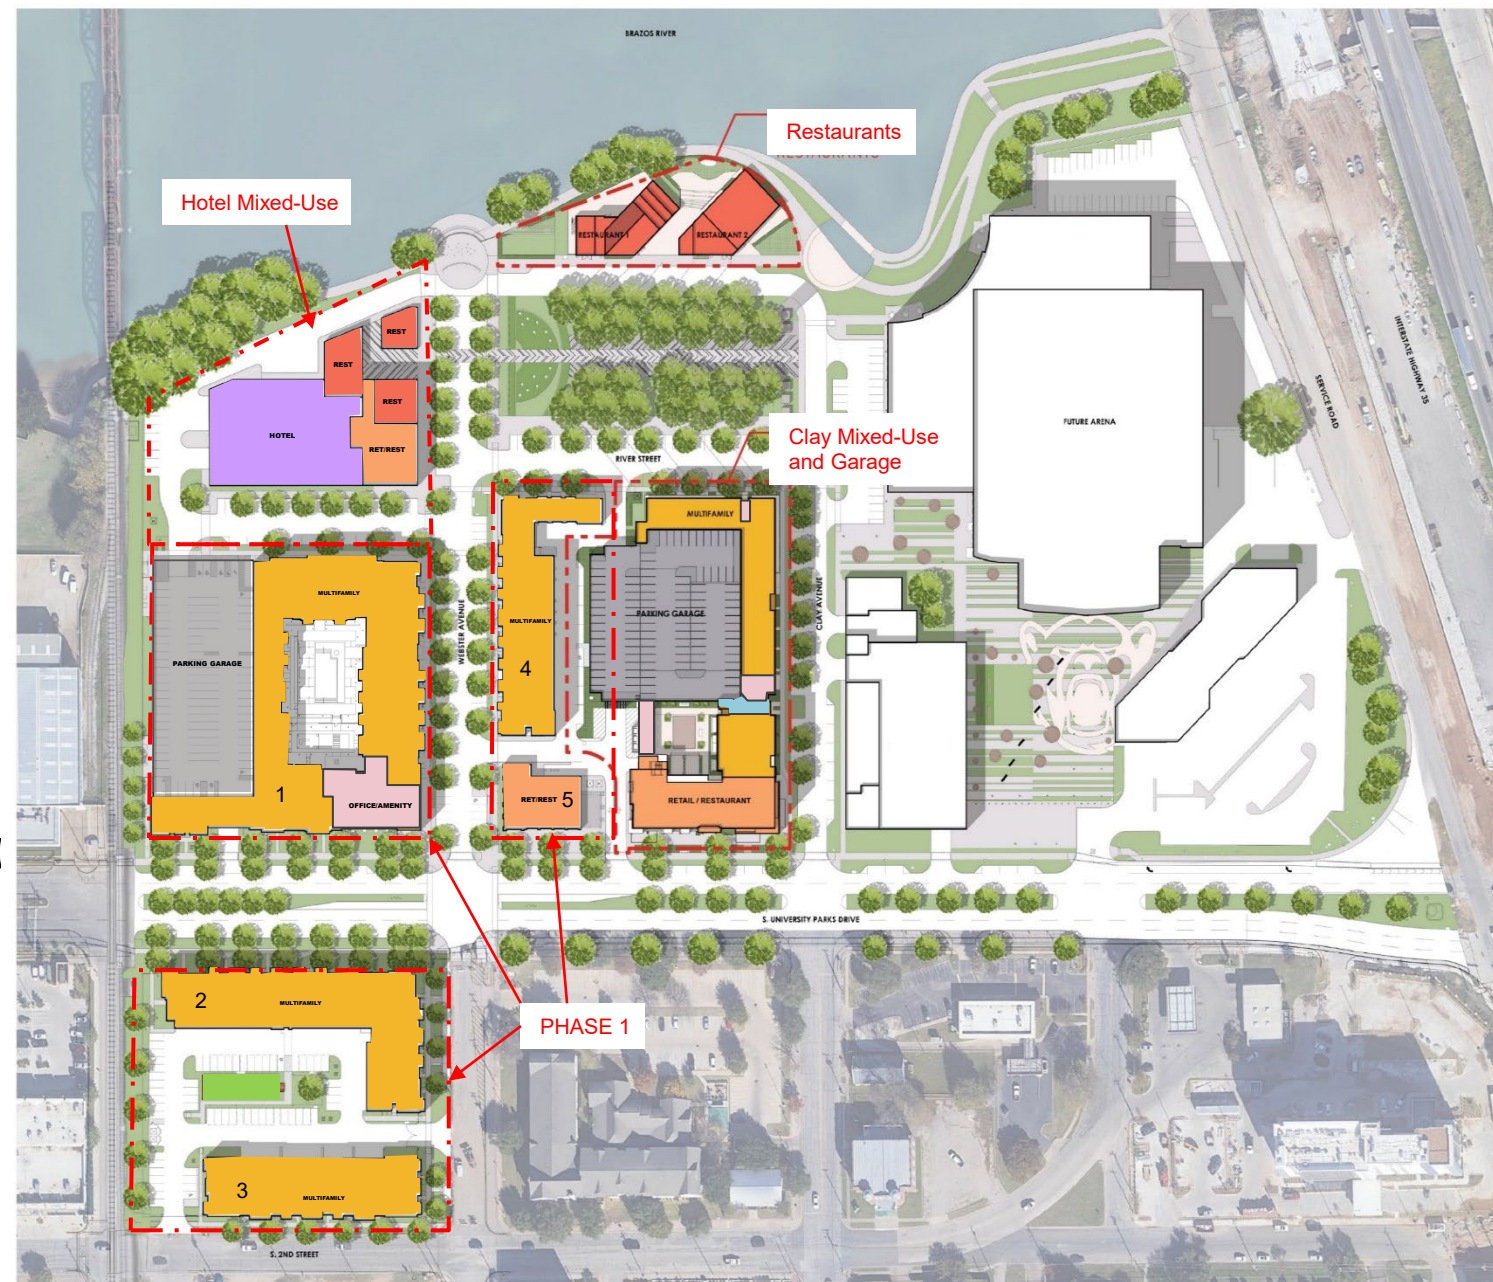 BRAZOS RIVER
Restaurants
Hotel Mixed-Use
RESTAURANT 1
RESTAURANT 2
REST
REST
REST
HOTEL
RET/REST
INTERSTATE HIGHWAY 35
SERVICE ROAD
FUTURE ARENA
Clay Mixed-Use
and Garage
RIVER STREET
MULTIFAMILY
MULTIFAMILY
PARKING GARAGE
WEBSTER AVENUE
MULTIFAMILY
4
PARKING GARAGE
CLAY AVENUE
1
OFFICE/AMENITY
RET/REST
5
RETAIL / RESTAURANT
S. UNIVERSITY PARKS DRIVE
2
MULTIFAMILY
PHASE 1
3
MULTIFAMILY
S. 2ND STREET